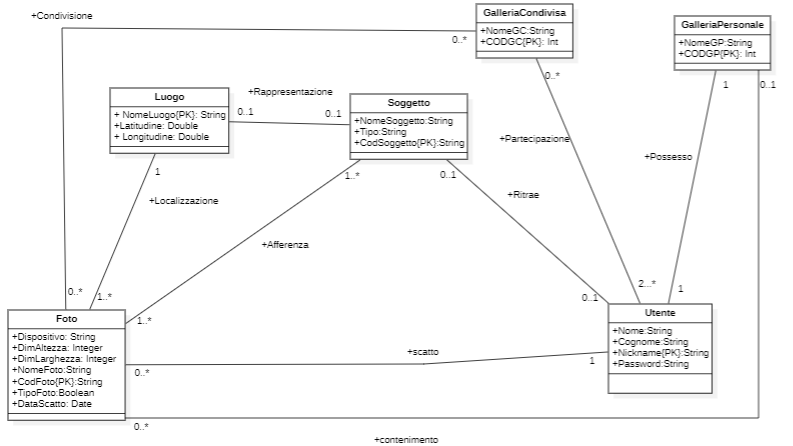 +Condivisione
GalleriaCondivisa
+NomeGC:String
+CODGC{PK}: Int
0..*
0..*
GalleriaPersonale
+NomeGP:String
+CODGP{PK}: Int
1
0..1
Luogo
+ NomeLuogo{PK}: String
+Latitudine: Double
+ Longitudine: Double
+Rappresentazione
0..1
0..1
Soggetto
+NomeSoggetto:String
+Tipo:String
+CodSoggetto{PK}:String
+Partecipazione
+Possesso
1
1..*
0..1
+Localizzazione
+Ritrae
+Afferenza
0..*
1..*
1..*
0..1
2..*
1
Foto
+Dispositivo: String
+DimAltezza: Integer
+DimLarghezza: Integer
+NomeFoto:String
+CodFoto{PK}:String
+TipoFoto:Boolean
+DataScatto: Date
Utente
+Nome:String
+Cognome:String
+Nickname{PK}:String
+Password:String
+scatto
0..*
1
0..*
+contenimento